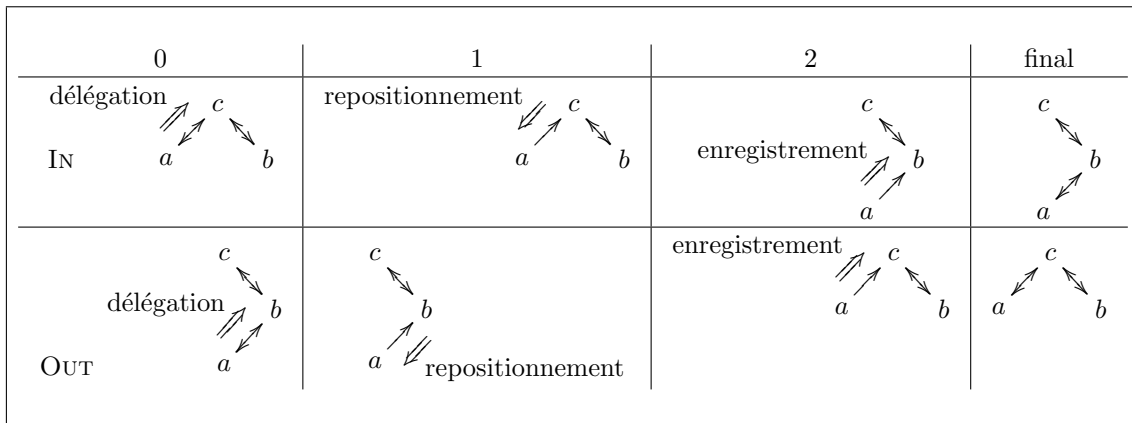 0 1 2 final
délégation c repositionnement c c c
IN a b a b enregistrement b b
a a
c c enregistrement c c
délégation b b a b a b
OUT a a repositionnement